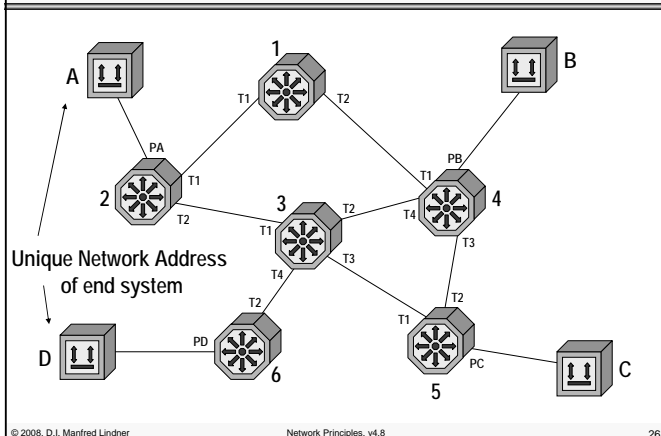 1
A
B
T1
T2
PA
PB
T1
T1
2
3
T2
T4
4
T2
T1
T3
Unique Network Address
of end system
T4
T3
T2
T2
T1
D
PD
6
5
PC
C
© 2008, D.I. Manfred Lindner
Network Principles, v4.8
26